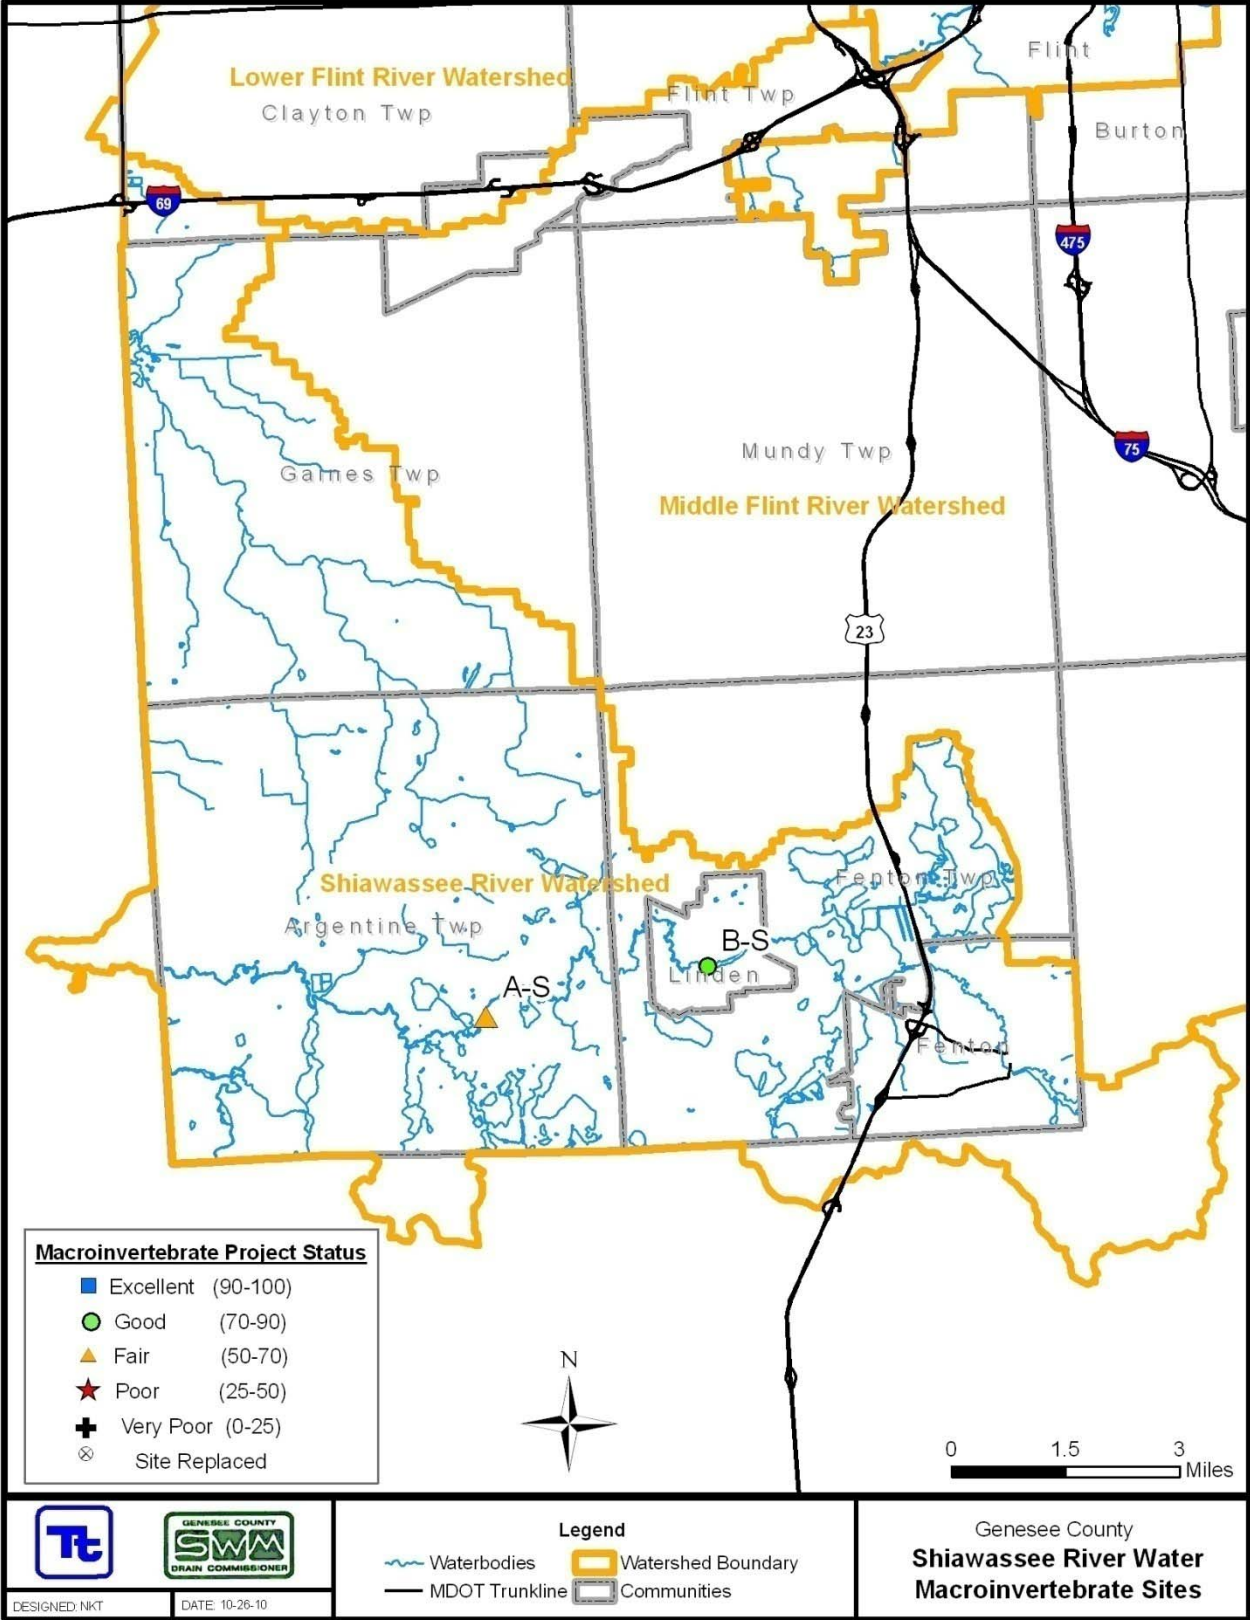 Flint
Lower Flint River Watershed
Flint Twp
Clayton Twp
Burton
69
475
Mundy Twp
75
Gaines Twp
Middle Flint River Watershed
23
Shiawassee River Watershed
Fenton Twp
Argentine Twp
B-S
Linden
A-S
Fenton
Macroinvertebrate Project Status
Excellent (90-100)
Good (70-90)
Fair (50-70)
Poor (25-50)
Very Poor (0-25)
Site Replaced
N
0 1.5 3
Miles
Tt
GENESEE COUNTY
SWM
DRAIN COMMISSIONER
DESIGNED: NKT
DATE: 10-26-10
Legend
Waterbodies
Watershed Boundary
MDOT Trunkline
Communities
Genesee County
Shiawassee River Water
Macroinvertebrate Sites